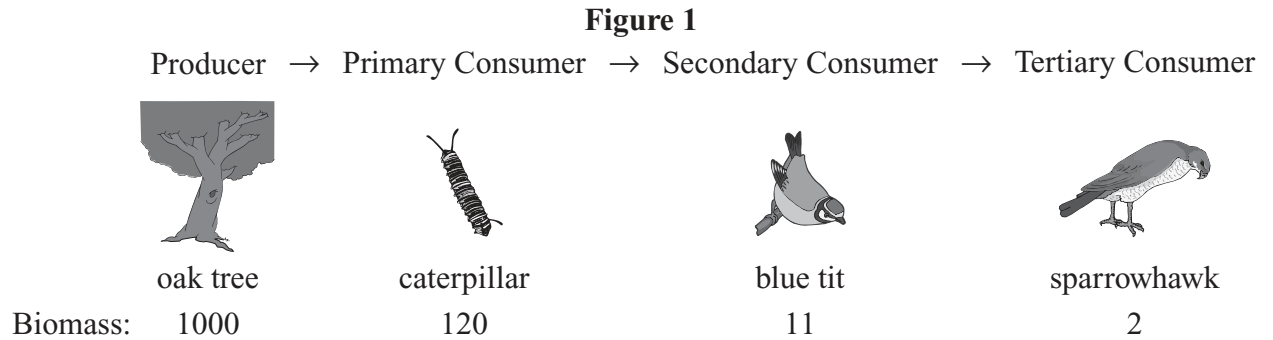 Figure 1
Producer → Primary Consumer → Secondary Consumer → Tertiary Consumer
oak tree caterpillar blue tit sparrowhawk
Biomass: 1000 120 11 2